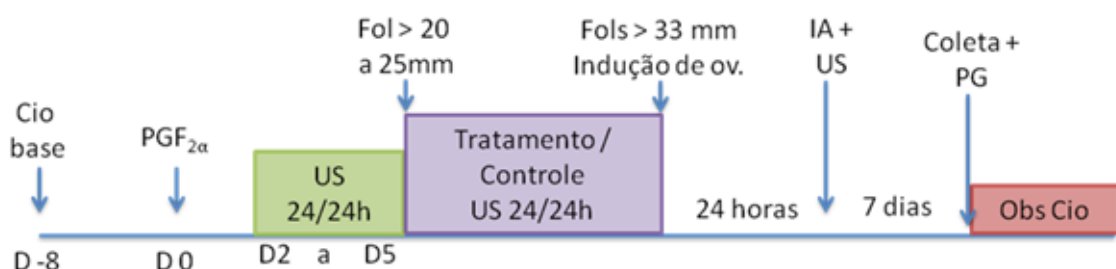 Cio
base
D -8
PGF2α
D 0
US
24/24h
D2 a D5
Fol > 20
a 25mm
Tratamento /
Controle
US 24/24h
Fols > 33 mm
Indução de ov.
24 horas
IA +
US
7 dias
Coleta +
PG
Obs Cio